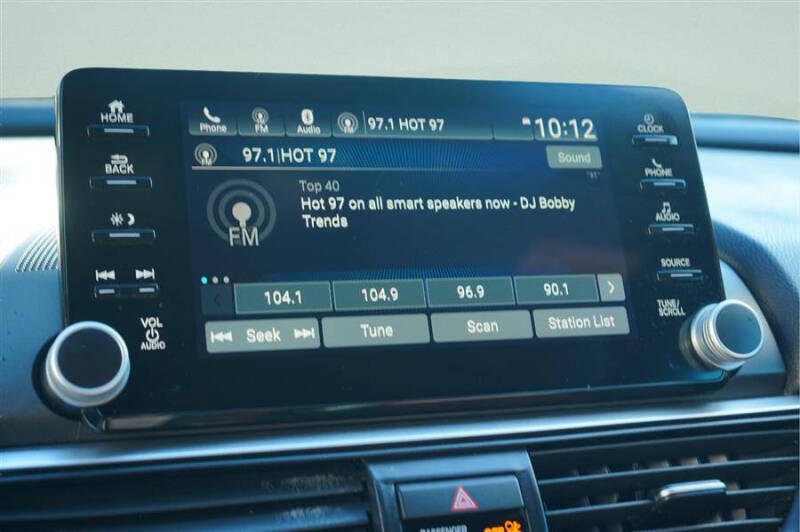 HOME
BACK
VOL
AUDIO
Phone
FM
Audio
97.1 HOT 97
10:12
97.1|HOT 97
Sound
FM
Top 40
Hot 97 on all smart speakers now - DJ Bobby
Trends
104.1
104.9
96.9
90.1
Seek
Tune
Scan
Station List
CLOCK
PHONE
AUDIO
SOURCE
TUNE/
SCROLL
PASSENGER
OFF